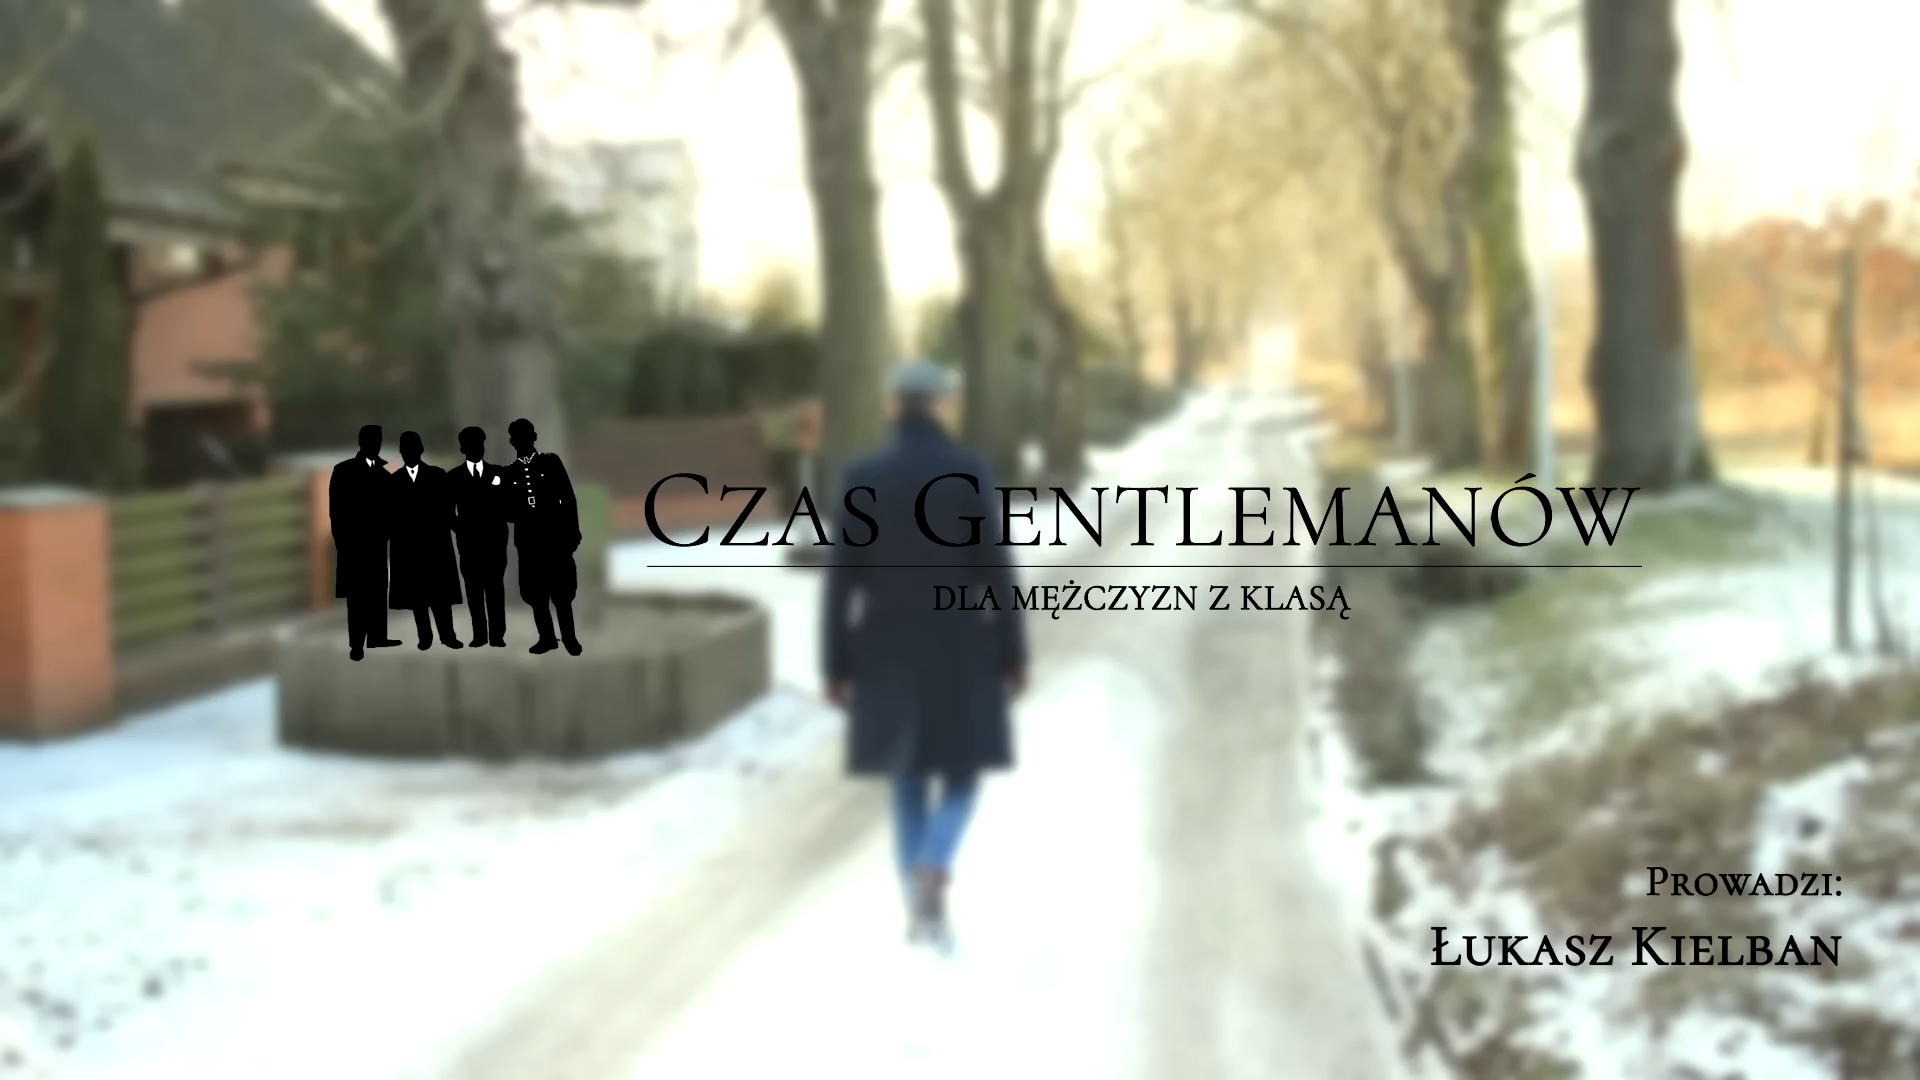 Czas Gentlemanów
dla mężczyzn z klasą
Prowadzi:
Łukasz Kielban